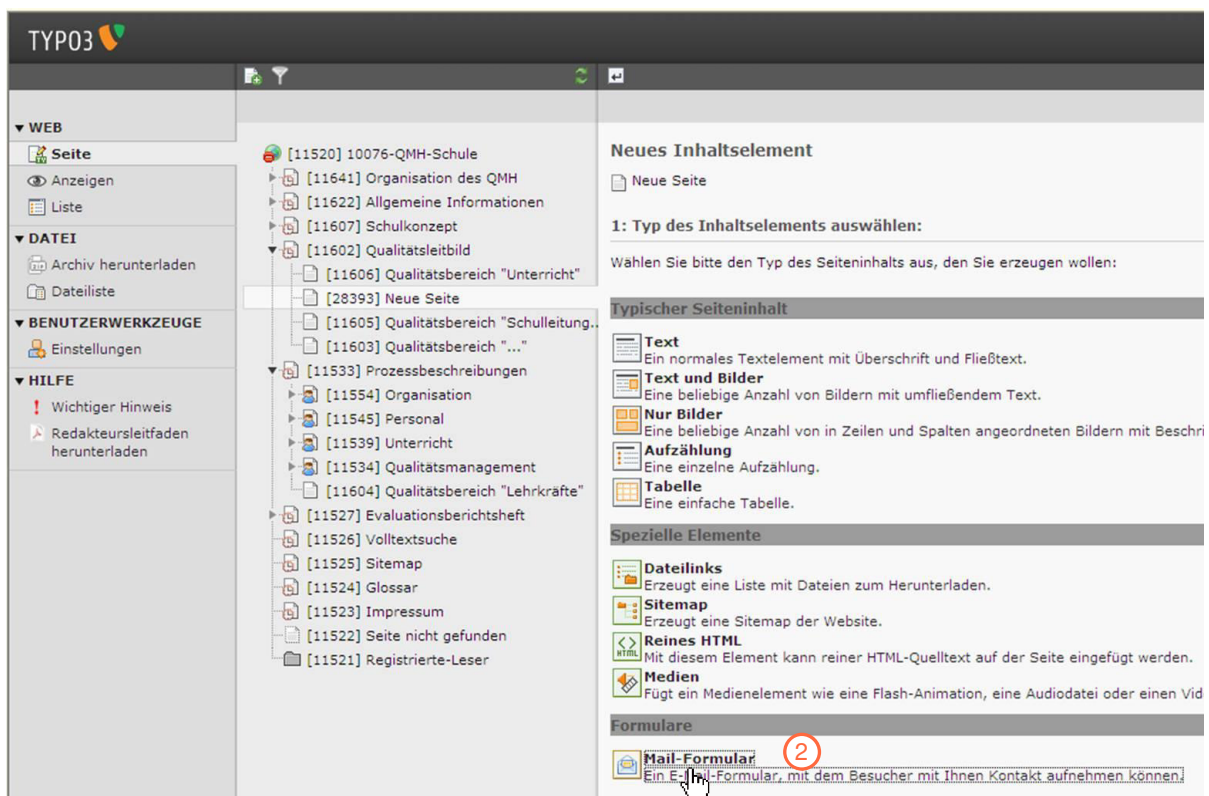 TYPO3
WEB
Seite
Anzeigen
Liste
DATEI
Archiv herunterladen
Dateiliste
BENUTZERWERKZEUGE
Einstellungen
HILFE
Wichtiger Hinweis
Redakteursleitfaden
herunterladen
[11520] 10076-QMH-Schule
[11641] Organisation des QMH
[11622] Allgemeine Informationen
[11607] Schulkonzept
[11602] Qualitätsleitbild
[11606] Qualitätsbereich "Unterricht"
[28393] Neue Seite
[11605] Qualitätsbereich "Schulleitung..
[11603] Qualitätsbereich "..."
[11533] Prozessbeschreibungen
[11554] Organisation
[11545] Personal
[11539] Unterricht
[11534] Qualitätsmanagement
[11604] Qualitätsbereich "Lehrkräfte"
[11527] Evaluationsberichtsheft
[11526] Volltextsuche
[11525] Sitemap
[11524] Glossar
[11523] Impressum
[11522] Seite nicht gefunden
[11521] Registrierte-Leser
Neues Inhaltselement
Neue Seite
1: Typ des Inhaltselements auswählen:
Wählen Sie bitte den Typ des Seiteninhalts aus, den Sie erzeugen wollen:
Typischer Seiteninhalt
Text
Ein normales Textelement mit Überschrift und Fließtext.
Text und Bilder
Eine beliebige Anzahl von Bildern mit umfließendem Text.
Nur Bilder
Eine beliebige Anzahl von in Zeilen und Spalten angeordneten Bildern mit Beschri
Aufzählung
Eine einzelne Aufzählung.
Tabelle
Eine einfache Tabelle.
Spezielle Elemente
Dateilinks
Erzeugt eine Liste mit Dateien zum Herunterladen.
Sitemap
Erzeugt eine Sitemap der Website.
HTML
Reines HTML
Mit diesem Element kann reiner HTML-Quelltext auf der Seite eingefügt werden.
Medien
Fügt ein Medienelement wie eine Flash-Animation, eine Audiodatei oder einen Vid
Formulare
Mail-Formular
2
Ein E-Mail-Formular, mit dem Besucher mit Ihnen Kontakt aufnehmen können.